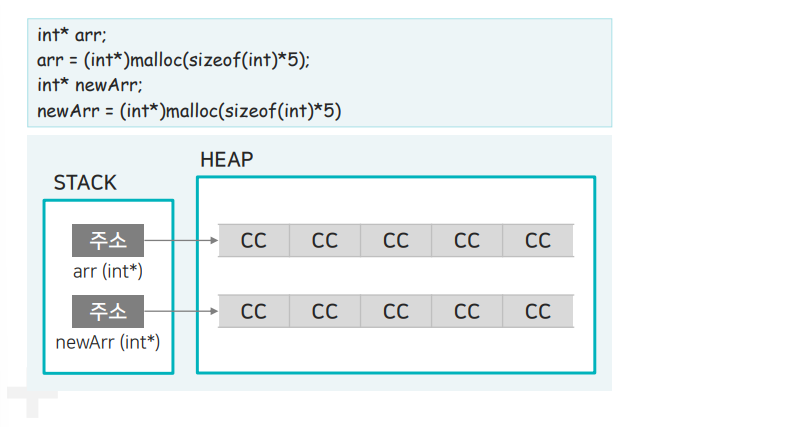 int* arr;
arr = (int*)malloc(sizeof(int)*5);
int* newArr;
newArr = (int*)malloc(sizeof(int)*5)
HEAP
STACK
주소 CC CC CC CC CC
arr (int*)
주소 CC CC CC CC CC
newArr (int*)